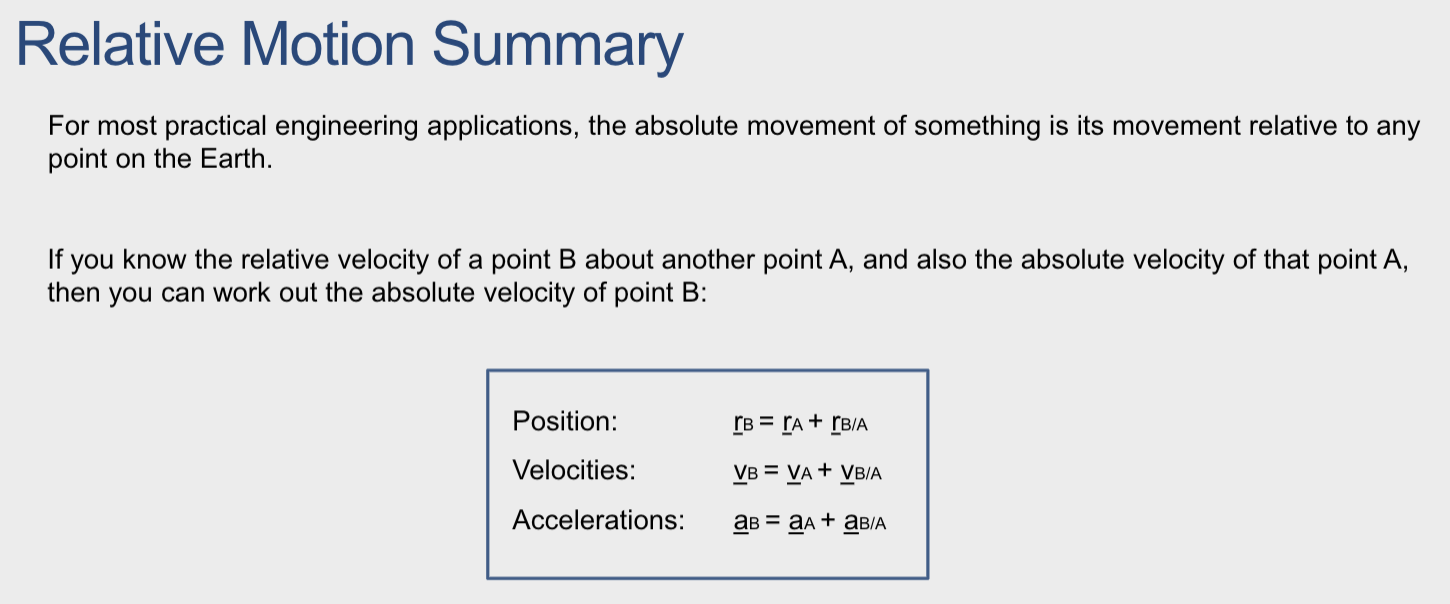 Relative Motion Summary
For most practical engineering applications, the absolute movement of something is its movement relative to any
point on the Earth.
If you know the relative velocity of a point B about another point A, and also the absolute velocity of that point A,
then you can work out the absolute velocity of point B:
Position: rB = rA + rB/A
Velocities: vB = vA + vB/A
Accelerations: aB = aA + aB/A